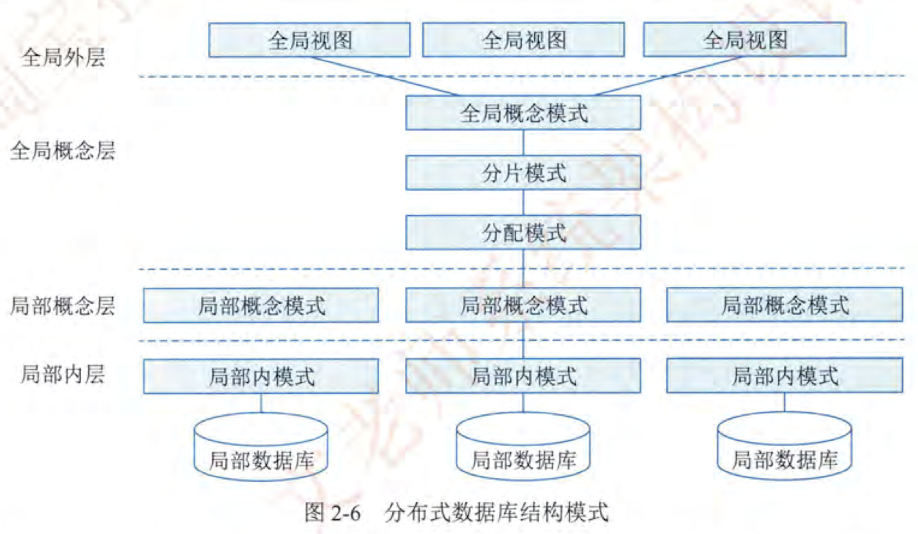 全局外层
全局视图 全局视图 全局视图
全局概念层
全局概念模式
分片模式
分配模式
局部概念层
局部概念模式 局部概念模式 局部概念模式
局部内层
局部内模式 局部内模式 局部内模式
局部数据库 局部数据库 局部数据库
图 2-6 分布式数据库结构模式